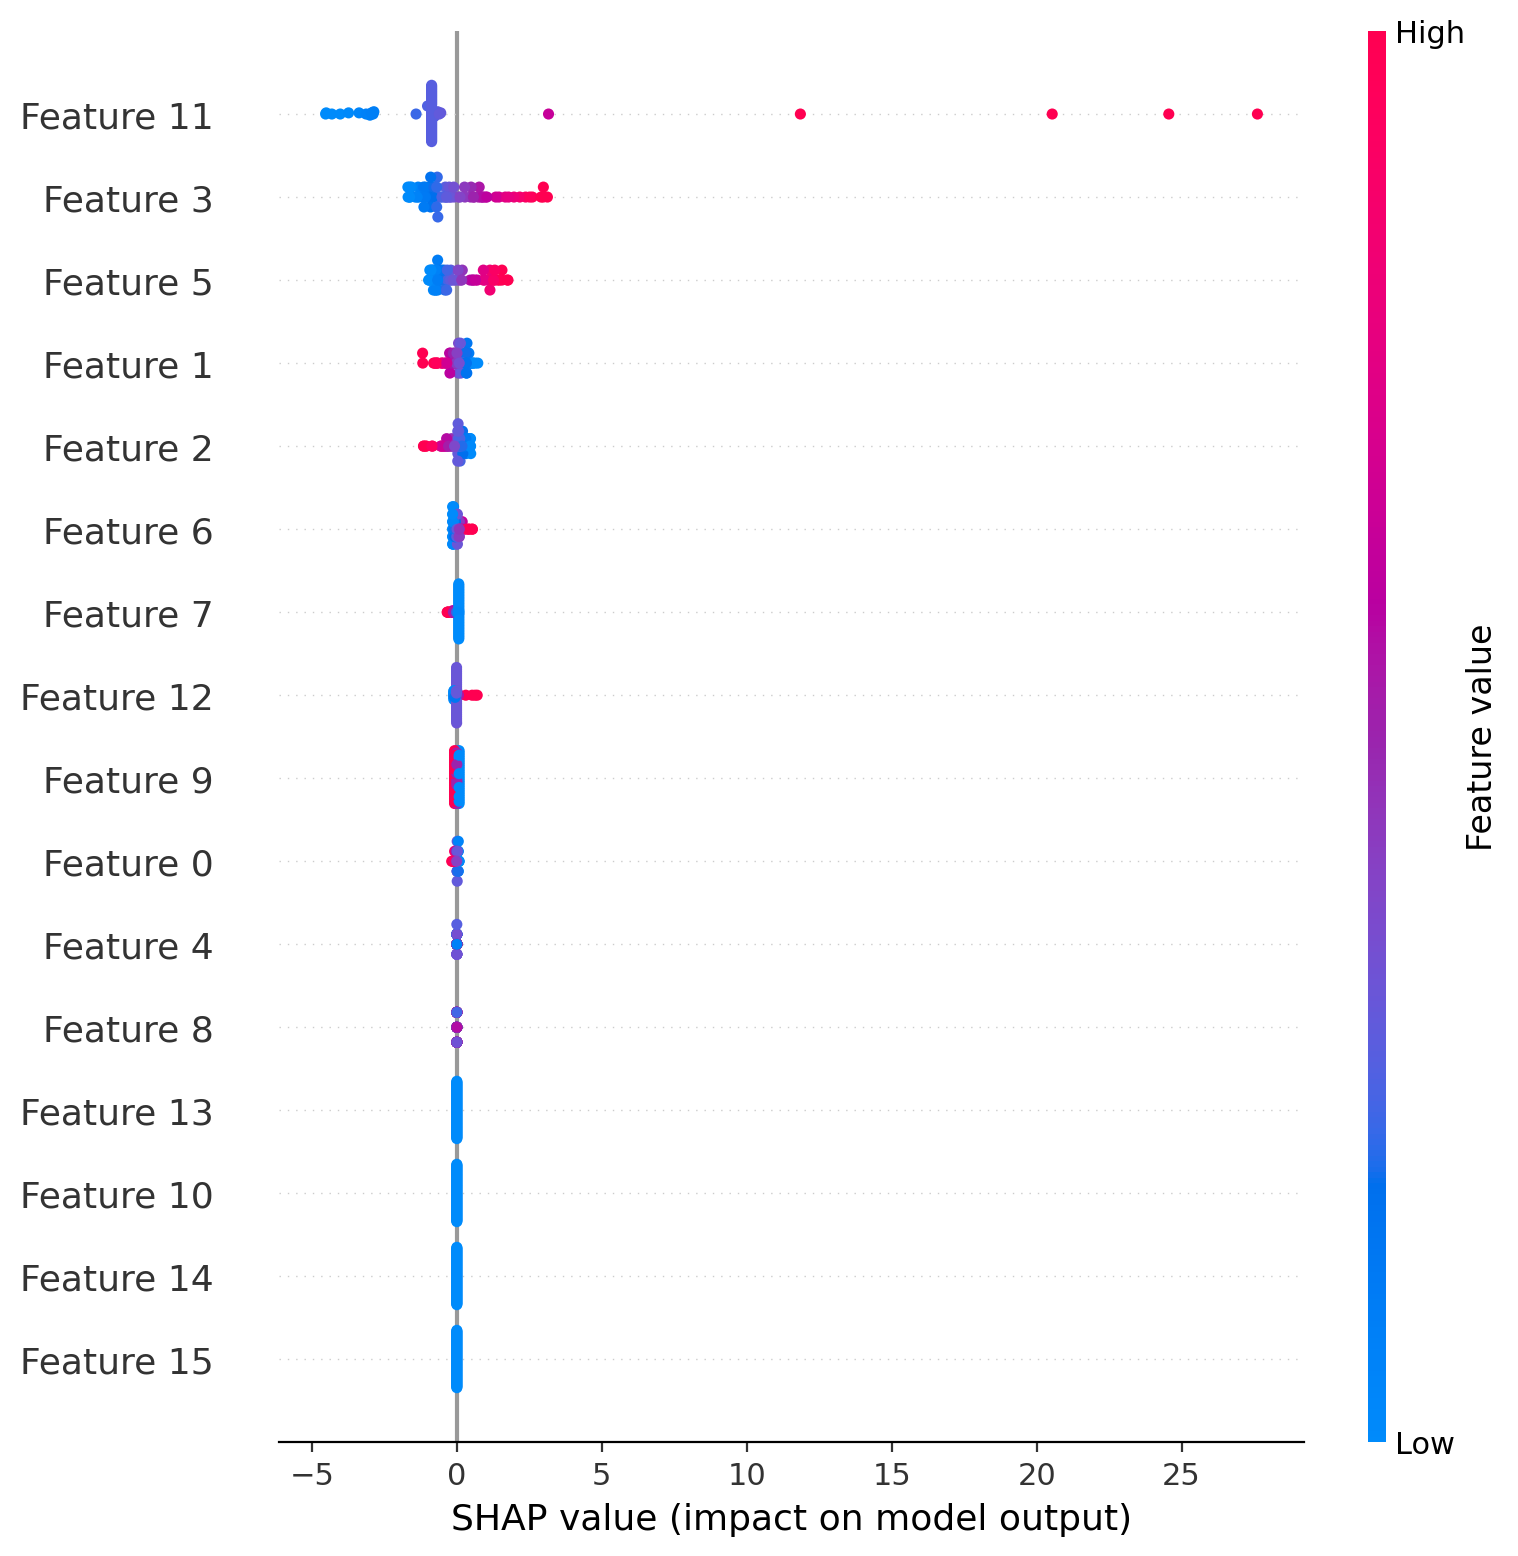 High
Feature 11
Feature 3
Feature 5
Feature 1
Feature 2
Feature 6
Feature 7
Feature 12
Feature 9
Feature 0
Feature 4
Feature 8
Feature 13
Feature 10
Feature 14
Feature 15
Feature value
Low
−5 0 5 10 15 20 25
SHAP value (impact on model output)